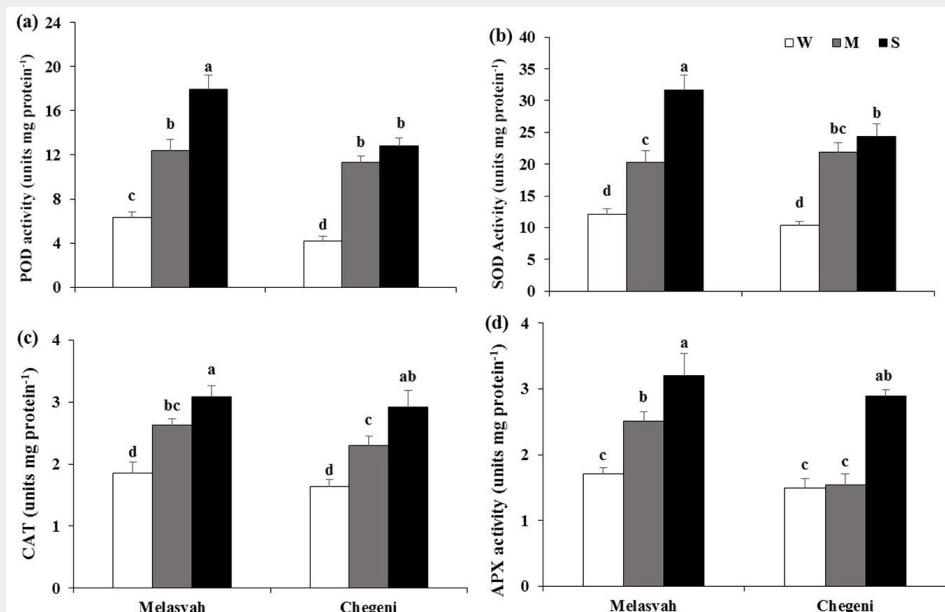 (a)
POD activity (units mg protein⁻¹)
24
20
16
12
8
4
0
c
b
a
d
b
b
(b)
SOD Activity (units mg protein⁻¹)
W M S
40
35
30
25
20
15
10
5
0
d
c
a
d
bc
b
(c)
CAT (units mg protein⁻¹)
4
3
2
1
0
d
bc
a
d
c
ab
Melasyah Chegeni
(d)
APX activity (units mg protein⁻¹)
4
3
2
1
0
c
b
a
c
c
ab
Melasyah Chegeni